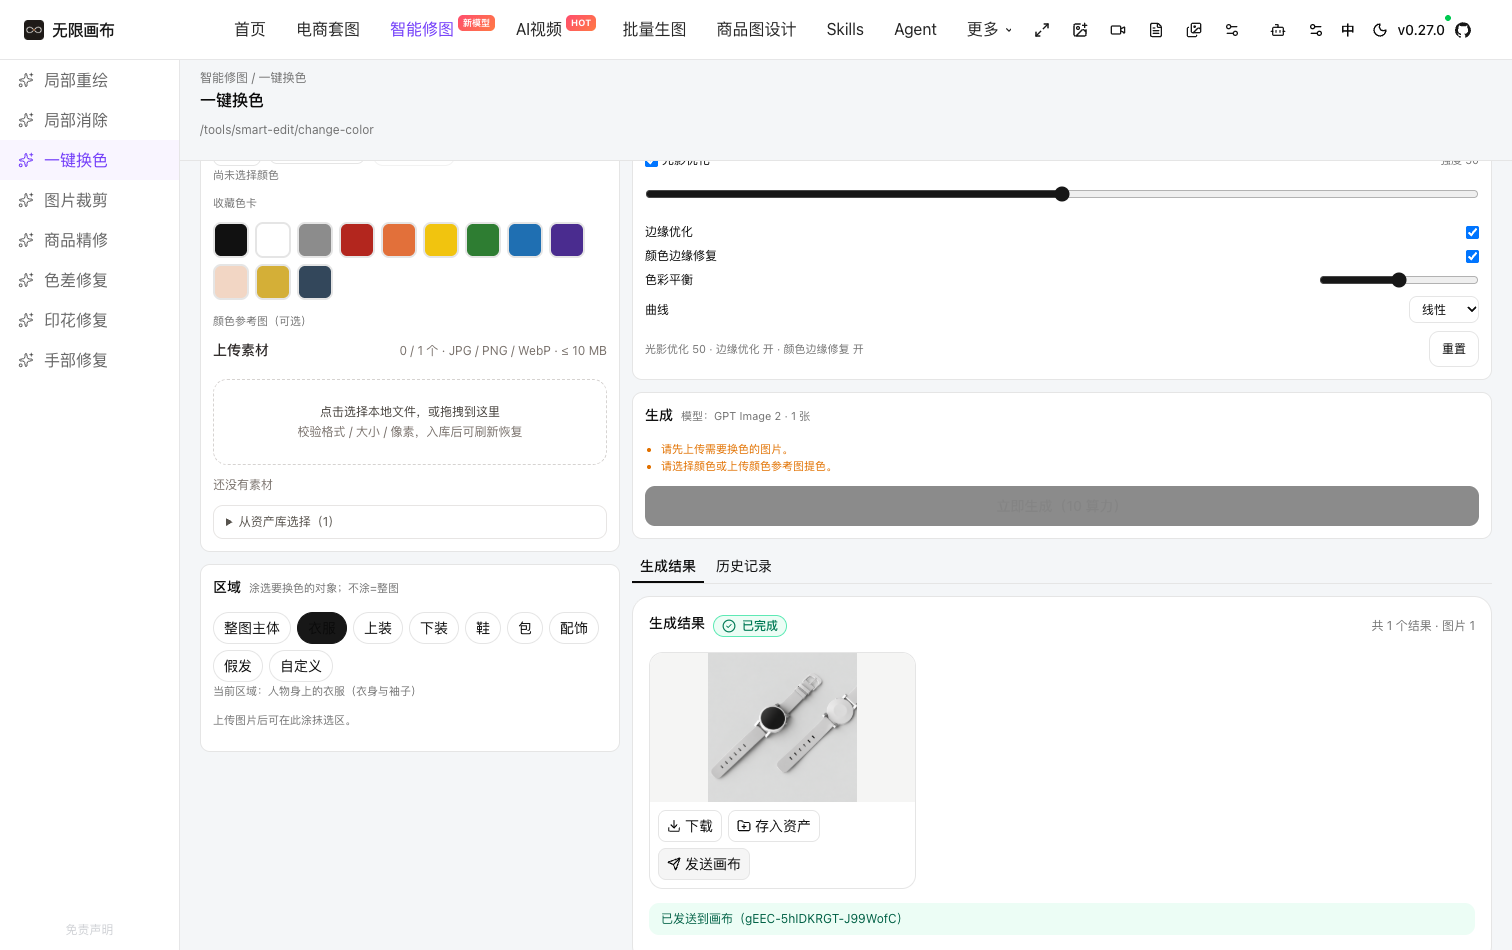 无限画布
首页
电商套图
智能修图
新模型
AI视频
HOT
批量生图
商品图设计
Skills
Agent
更多
中
v0.27.0
局部重绘
局部消除
一键换色
图片裁剪
商品精修
色差修复
印花修复
手部修复
免责声明
智能修图 / 一键换色
一键换色
/tools/smart-edit/change-color
尚未选择颜色
收藏色卡
颜色参考图（可选）
上传素材
0 / 1 个 · JPG / PNG / WebP · ≤ 10 MB
点击选择本地文件，或拖拽到这里
校验格式 / 大小 / 像素，入库后可刷新恢复
还没有素材
从资产库选择（1）
区域 涂选要换色的对象；不涂=整图
整图主体
衣服
上装
下装
鞋
包
配饰
假发
自定义
当前区域：人物身上的衣服（衣身与袖子）
上传图片后可在此涂抹选区。
光影优化
强度 50
边缘优化
颜色边缘修复
色彩平衡
曲线
线性
光影优化 50 · 边缘优化 开 · 颜色边缘修复 开
重置
生成 模型：GPT Image 2 · 1 张
请先上传需要换色的图片。
请选择颜色或上传颜色参考图提色。
立即生成（10 算力）
生成结果
历史记录
生成结果
已完成
共 1 个结果 · 图片 1
下载
存入资产
发送画布
已发送到画布（gEEC-5hIDKRGT-J99WofC）